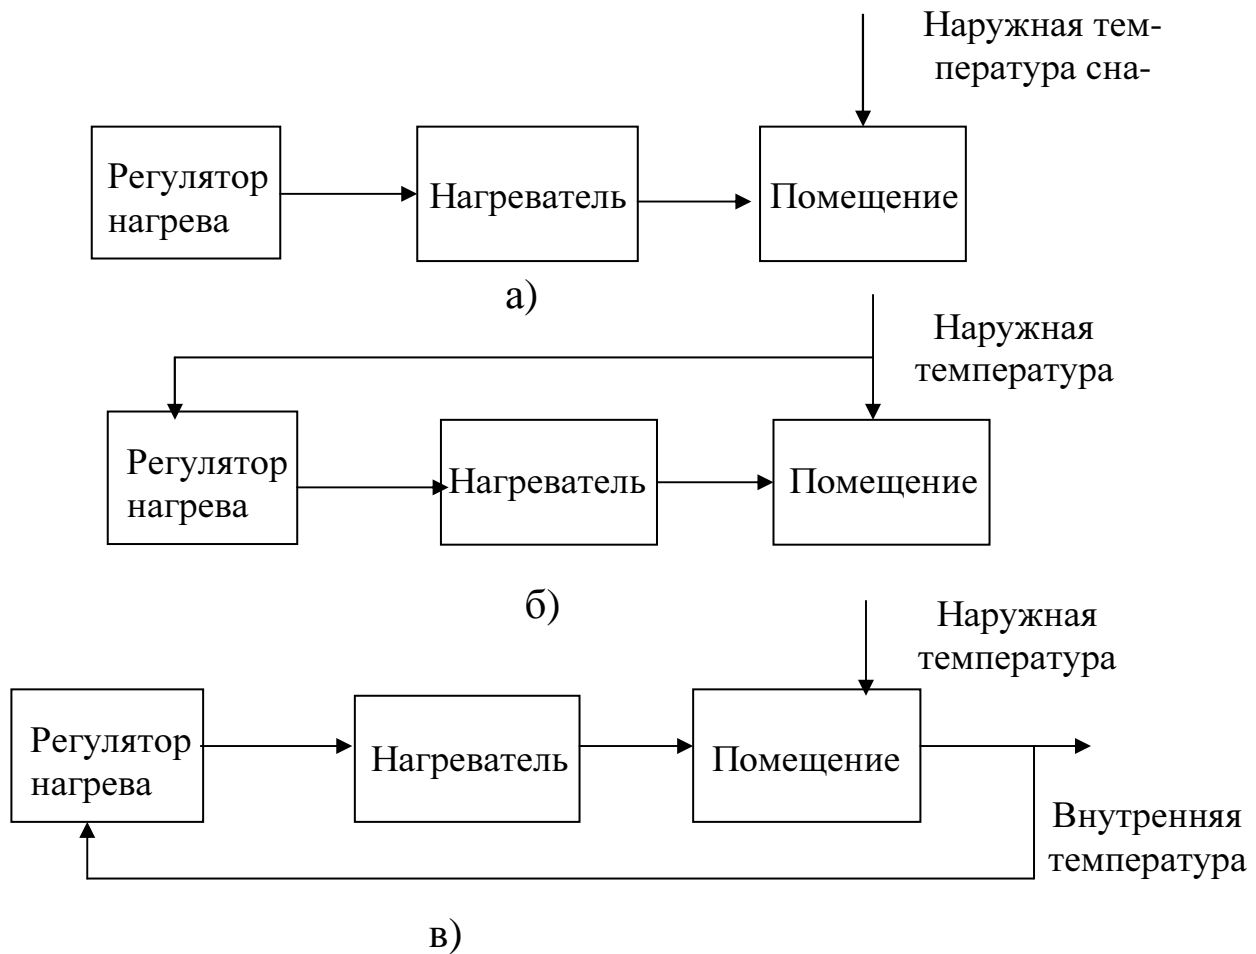 Наружная тем-
пература сна-
Регулятор
нагрева
Нагреватель
Помещение
а)
Наружная
температура
Регулятор
нагрева
Нагреватель
Помещение
б)
Наружная
температура
Регулятор
нагрева
Нагреватель
Помещение
Внутренняя
температура
в)